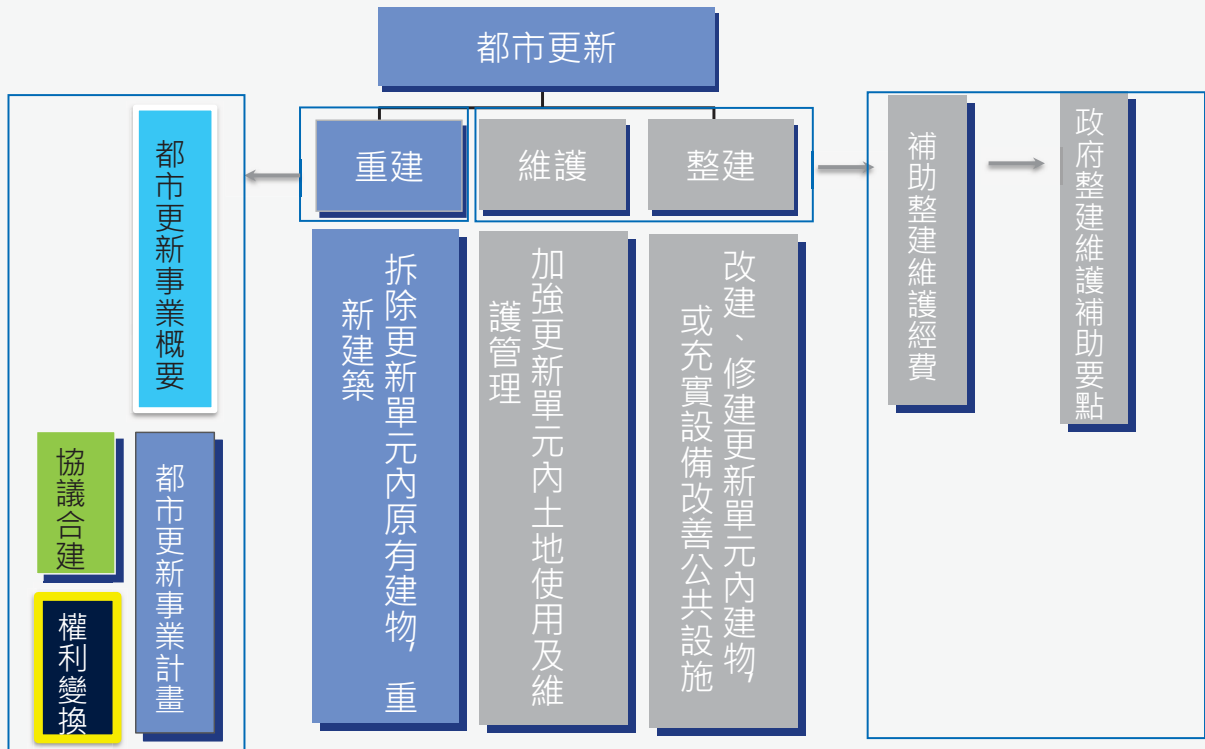 都市更新
重建
維護
整建
拆除更新單元內原有建物，重
新建築
加強更新單元內土地使用及維
護管理
改建、修建更新單元內建物，
或充實設備改善公共設施
都市更新事業概要
都市更新事業計畫
協議合建
權利變換
補助整建維護經費
政府整建維護補助要點